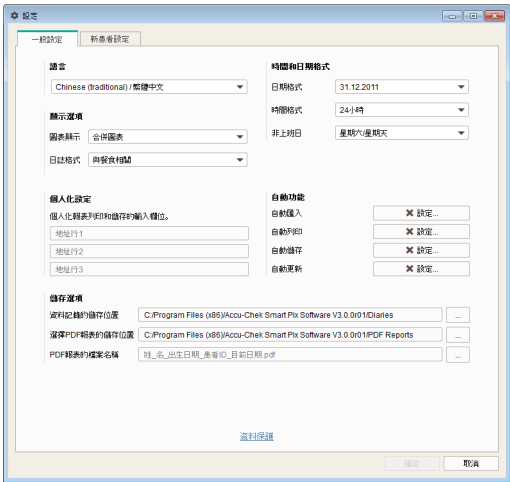 設定
一般設定
新患者設定
語言
Chinese (traditional) / 繁體中文
顯示選項
圖表顯示
合併圖表
日誌格式
與餐食相關
時間和日期格式
日期格式
31.12.2011
時間格式
24小時
非上班日
星期六/星期天
個人化設定
個人化報表列印和儲存的輸入欄位。
地址行1
地址行2
地址行3
自動功能
自動匯入
設定...
自動列印
設定...
自動儲存
設定...
自動更新
設定...
儲存選項
資料記錄的儲存位置
C:/Program Files (x86)/Accu-Chek Smart Pix Software V3.0.0r01/Diaries
...
選擇PDF報表的儲存位置
C:/Program Files (x86)/Accu-Chek Smart Pix Software V3.0.0r01/PDF Reports
...
PDF報表的檔案名稱
姓_名_出生日期_患者ID_目前日期.pdf
...
資料保護
確定
取消